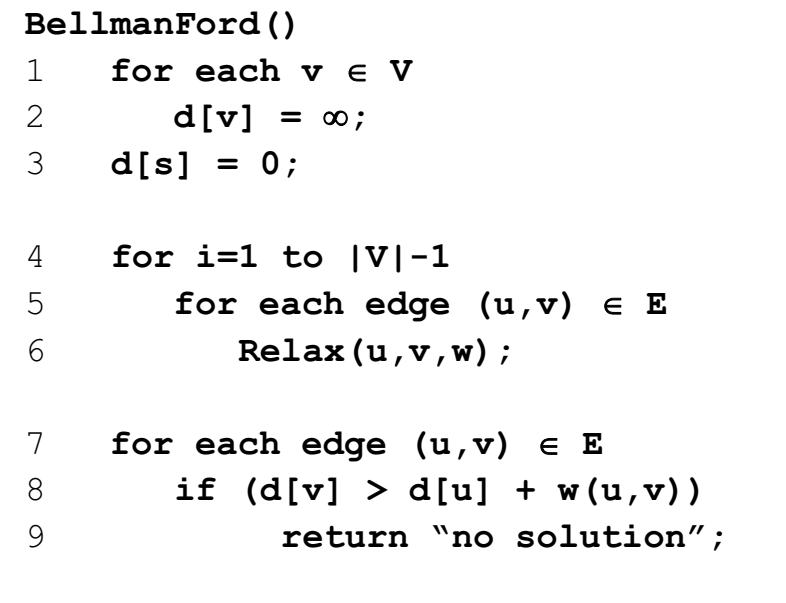 BellmanFord()
1 for each v ∈ V
2 d[v] = ∞;
3 d[s] = 0;
4 for i=1 to |V|-1
5 for each edge (u,v) ∈ E
6 Relax(u,v,w);
7 for each edge (u,v) ∈ E
8 if (d[v] > d[u] + w(u,v))
9 return “no solution”;